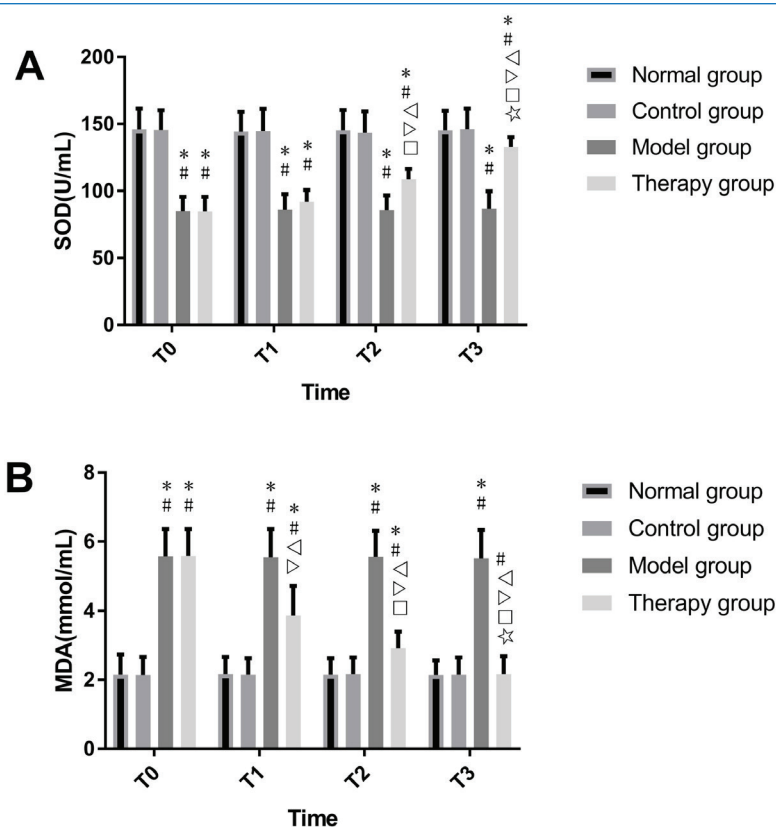 A
SOD(U/mL)
200
150
100
50
0
* # * #
* # * #
* # * # ◁ ▷ □
* # * # ◁ ▷ □ ☆
T0 T1 T2 T3
Time
Normal group
Control group
Model group
Therapy group
B
MDA(mmol/mL)
8
6
4
2
0
* # * #
* # * # ◁ ▷
* # * # ◁ ▷ □
* # # ◁ ▷ □ ☆
T0 T1 T2 T3
Time
Normal group
Control group
Model group
Therapy group